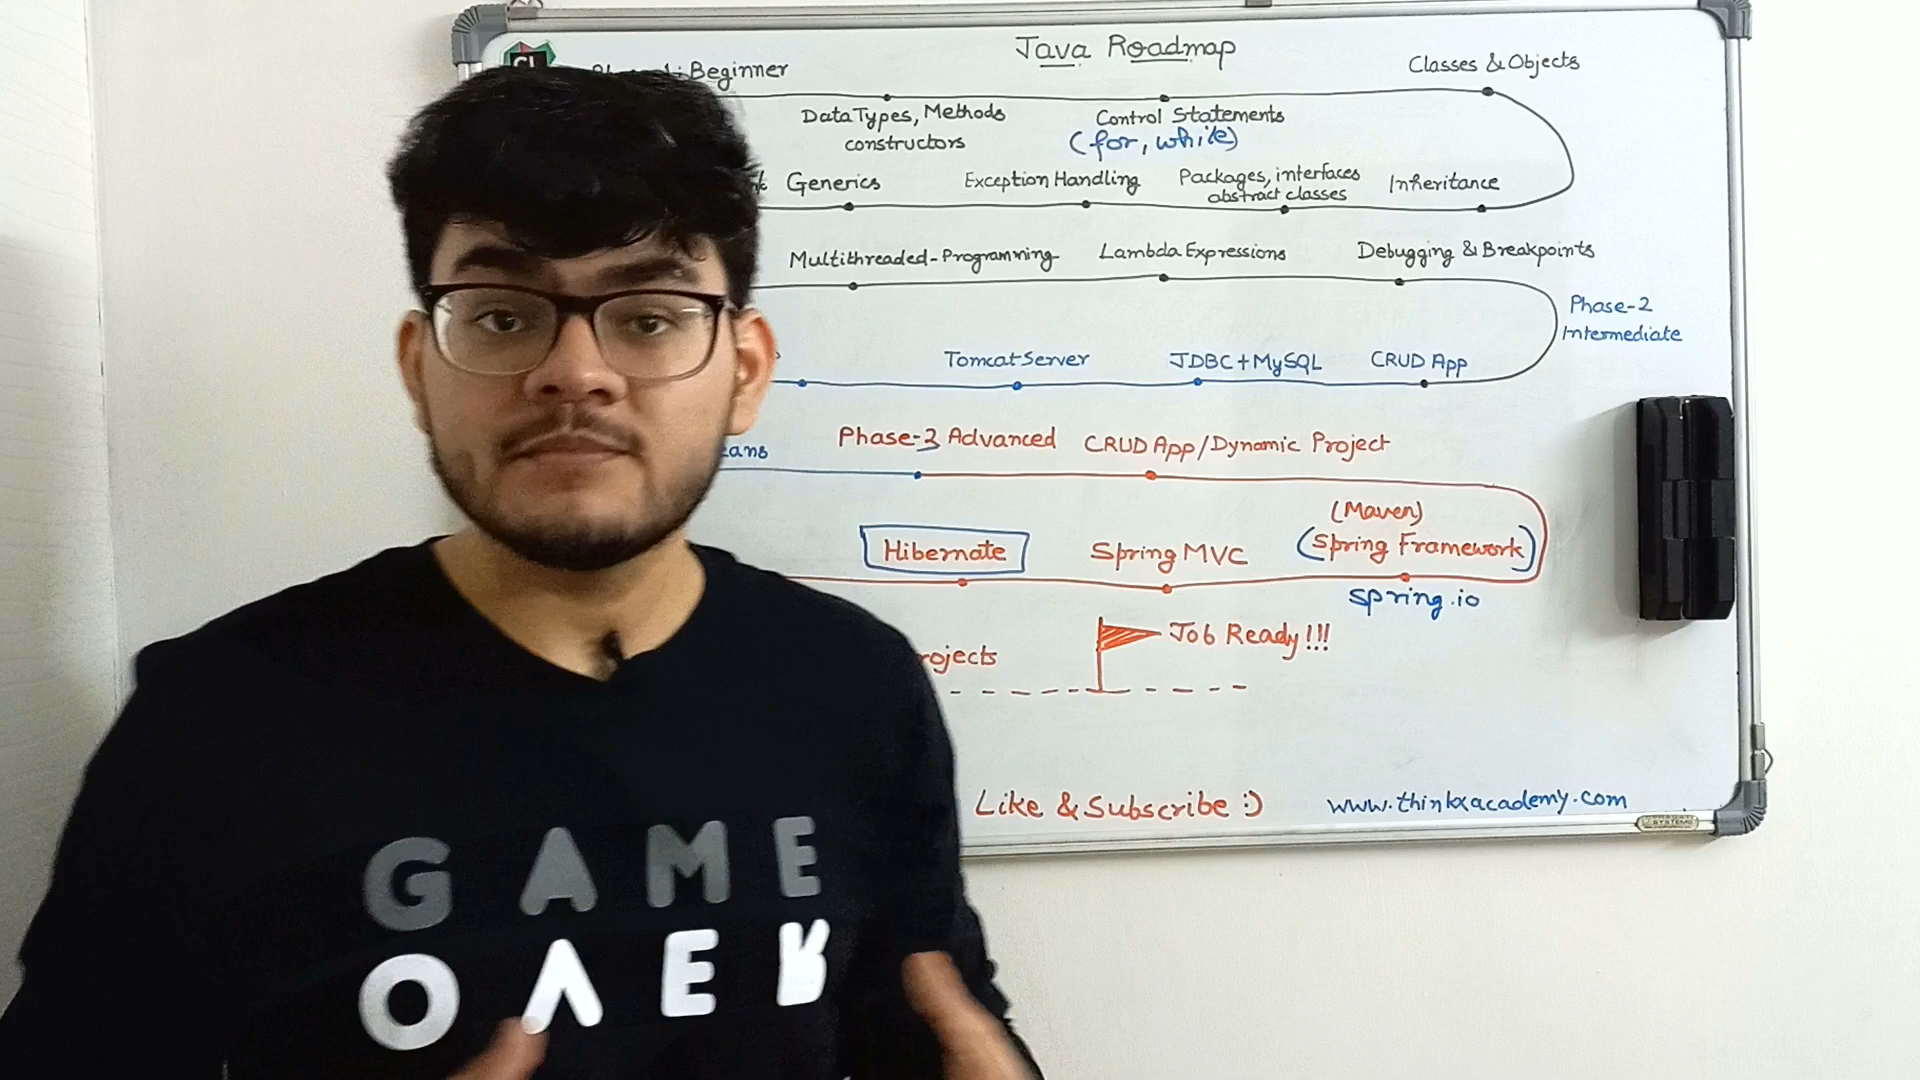 Java Roadmap
Beginner
Classes & Objects
Data Types, Methods
constructors
Control Statements
(for, while)
Generics
Exception Handling
Packages, interfaces
abstract classes
Inheritance
Multithreaded-Programming
Lambda Expressions
Debugging & Breakpoints
Phase-2
Intermediate
Tomcat Server
JDBC + MySQL
CRUD App
Phase-3 Advanced
CRUD App/Dynamic Project
Hibernate
Spring MVC
(Maven)
(Spring Framework)
spring.io
Job Ready!!!
Like & Subscribe :)
www.thinkxacademy.com
GAME
OVER